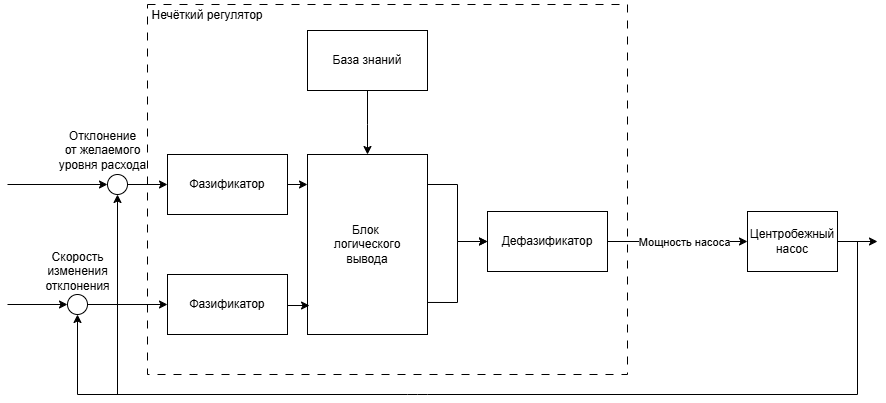 Нечёткий регулятор
База знаний
Отклонение
от желаемого
уровня расхода
Фазификатор
Блок
логического
вывода
Дефазификатор
Мощность насоса
Центробежный
насос
Скорость
изменения
отклонения
Фазификатор